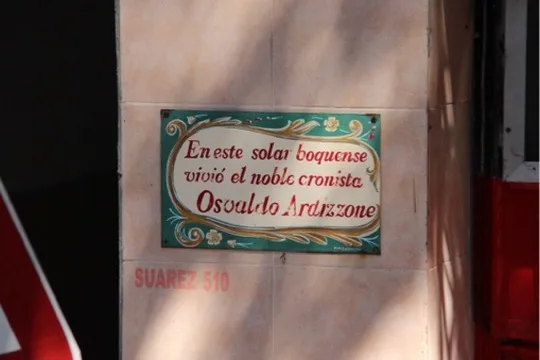 En este solar boquense
vivió el noble cronista
Osvaldo Ardizzone
SUAREZ 510